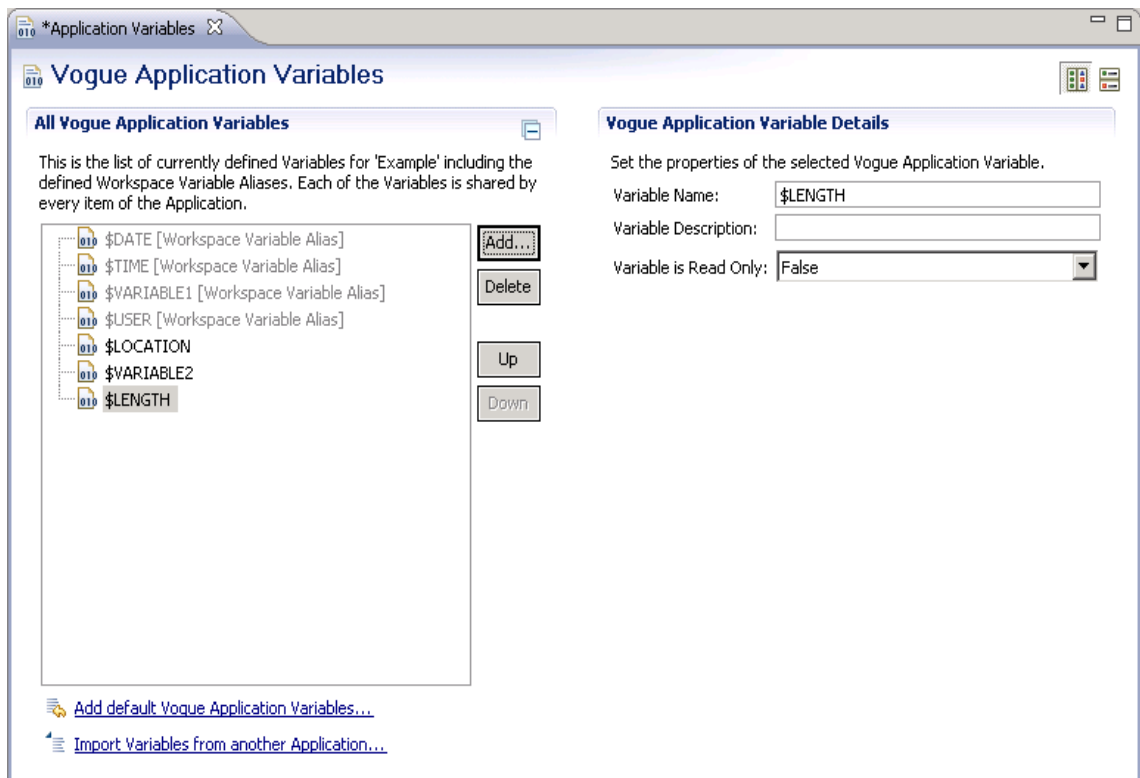 *Application Variables
Vogue Application Variables
All Vogue Application Variables
This is the list of currently defined Variables for 'Example' including the
defined Workspace Variable Aliases. Each of the Variables is shared by
every item of the Application.
$DATE [Workspace Variable Alias]
$TIME [Workspace Variable Alias]
$VARIABLE1 [Workspace Variable Alias]
$USER [Workspace Variable Alias]
$LOCATION
$VARIABLE2
$LENGTH
Add...
Delete
Up
Down
Add default Vogue Application Variables...
Import Variables from another Application...
Vogue Application Variable Details
Set the properties of the selected Vogue Application Variable.
Variable Name: $LENGTH
Variable Description:
Variable is Read Only: False